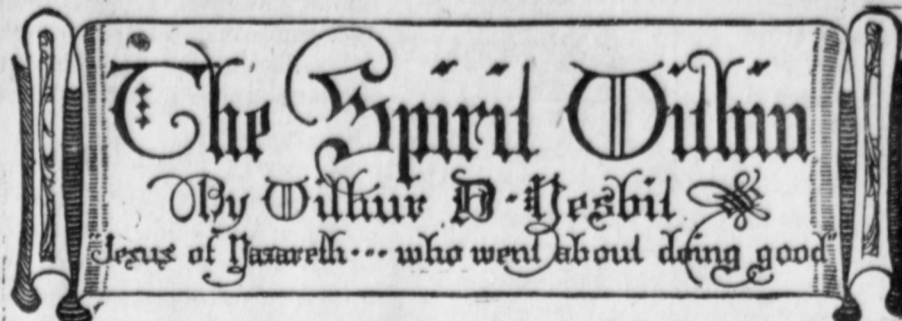 The Spirit Within
By Wilbur D. Nesbit
"Jesus of Nazareth--- who went about doing good"